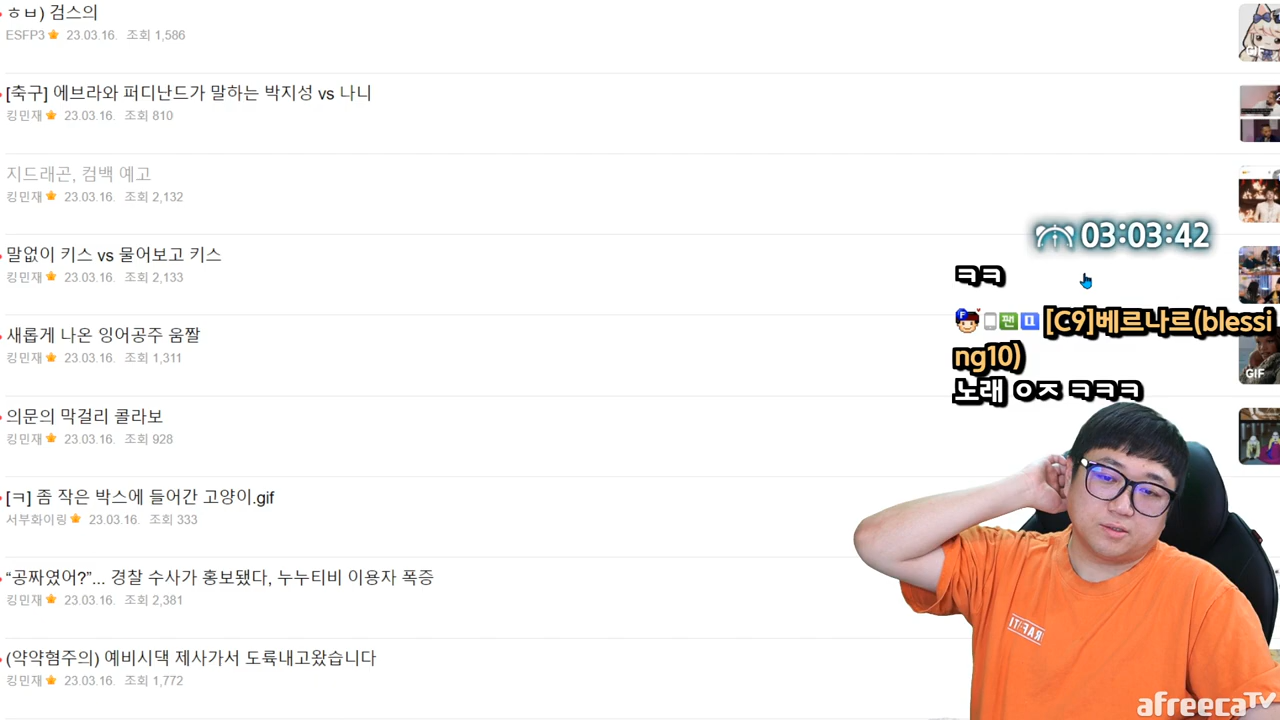 ㅎㅂ) 검스의
ESFP3 23.03.16. 조회 1,586
GIF
[축구] 에브라와 퍼디난드가 말하는 박지성 vs 나니
킹민재 23.03.16. 조회 810
지드래곤, 컴백 예고
킹민재 23.03.16. 조회 2,132
03:03:42
말없이 키스 vs 물어보고 키스
킹민재 23.03.16. 조회 2,133
ㅋㅋ
[C9]베르나르(blessi
ng10)
노래 ㅇㅈ ㅋㅋㅋ
새롭게 나온 잉어공주 움짤
킹민재 23.03.16. 조회 1,311
GIF
의문의 막걸리 콜라보
킹민재 23.03.16. 조회 928
[ㅋ] 좀 작은 박스에 들어간 고양이.gif
서부화이링 23.03.16. 조회 333
“공짜였어?”... 경찰 수사가 홍보됐다, 누누티비 이용자 폭증
킹민재 23.03.16. 조회 2,381
(약약혐주의) 예비시댁 제사가서 도륙내고왔습니다
킹민재 23.03.16. 조회 1,772
afreecaTV